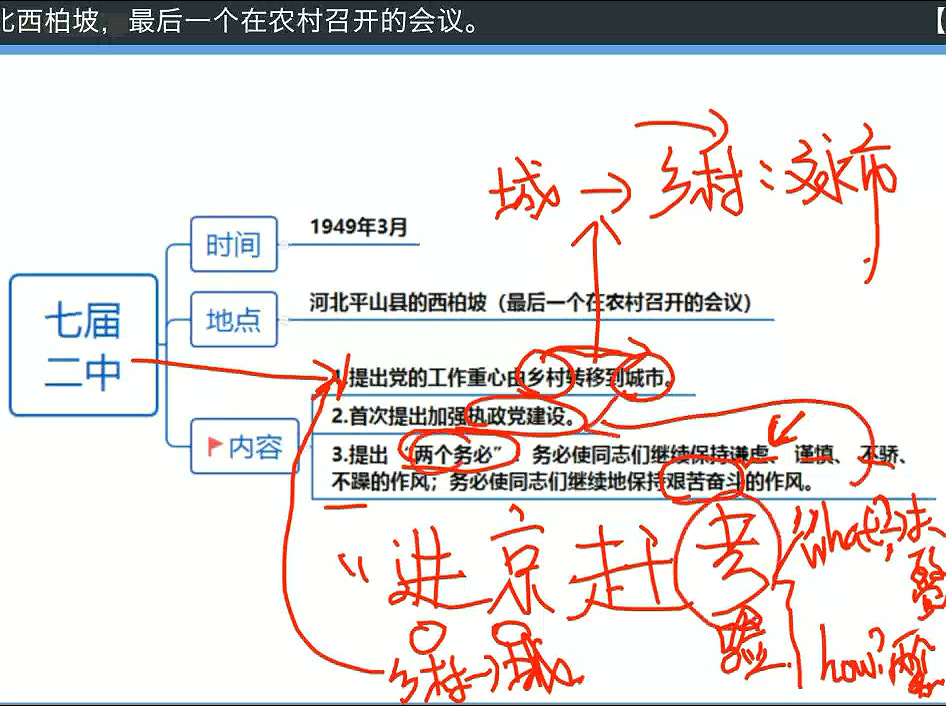 北西柏坡，最后一个在农村召开的会议。
【
城→乡村：
七届
二中
时间
1949年3月
地点
河北平山县的西柏坡（最后一个在农村召开的会议）
内容
1.提出党的工作重心由乡村转移到城市。
2.首次提出加强执政党建设。
3.提出“两个务必”：务必使同志们继续保持谦虚、谨慎、不骄、
不躁的作风；务必使同志们继续地保持艰苦奋斗的作风。
“进京赶考
what?
验
乡村→城
how?